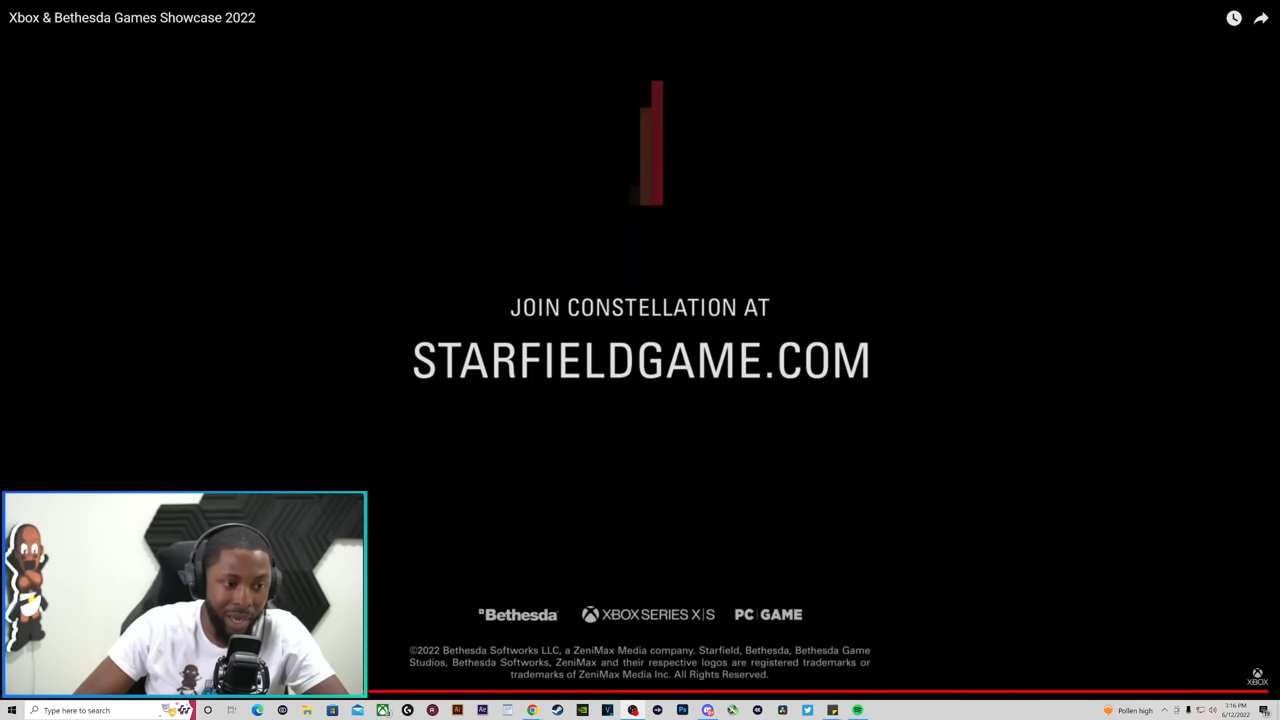 Xbox & Bethesda Games Showcase 2022
JOIN CONSTELLATION AT
STARFIELDGAME.COM
Bethesda
XBOX SERIES X|S
PC GAME
©2022 Bethesda Softworks LLC, a ZeniMax Media company. Starfield, Bethesda, Bethesda Game
Studios, Bethesda Softworks, ZeniMax and their respective logos are registered trademarks or
trademarks of ZeniMax Media Inc. All Rights Reserved.
XBOX
Type here to search
Pollen high
3:16 PM
6/12/2022